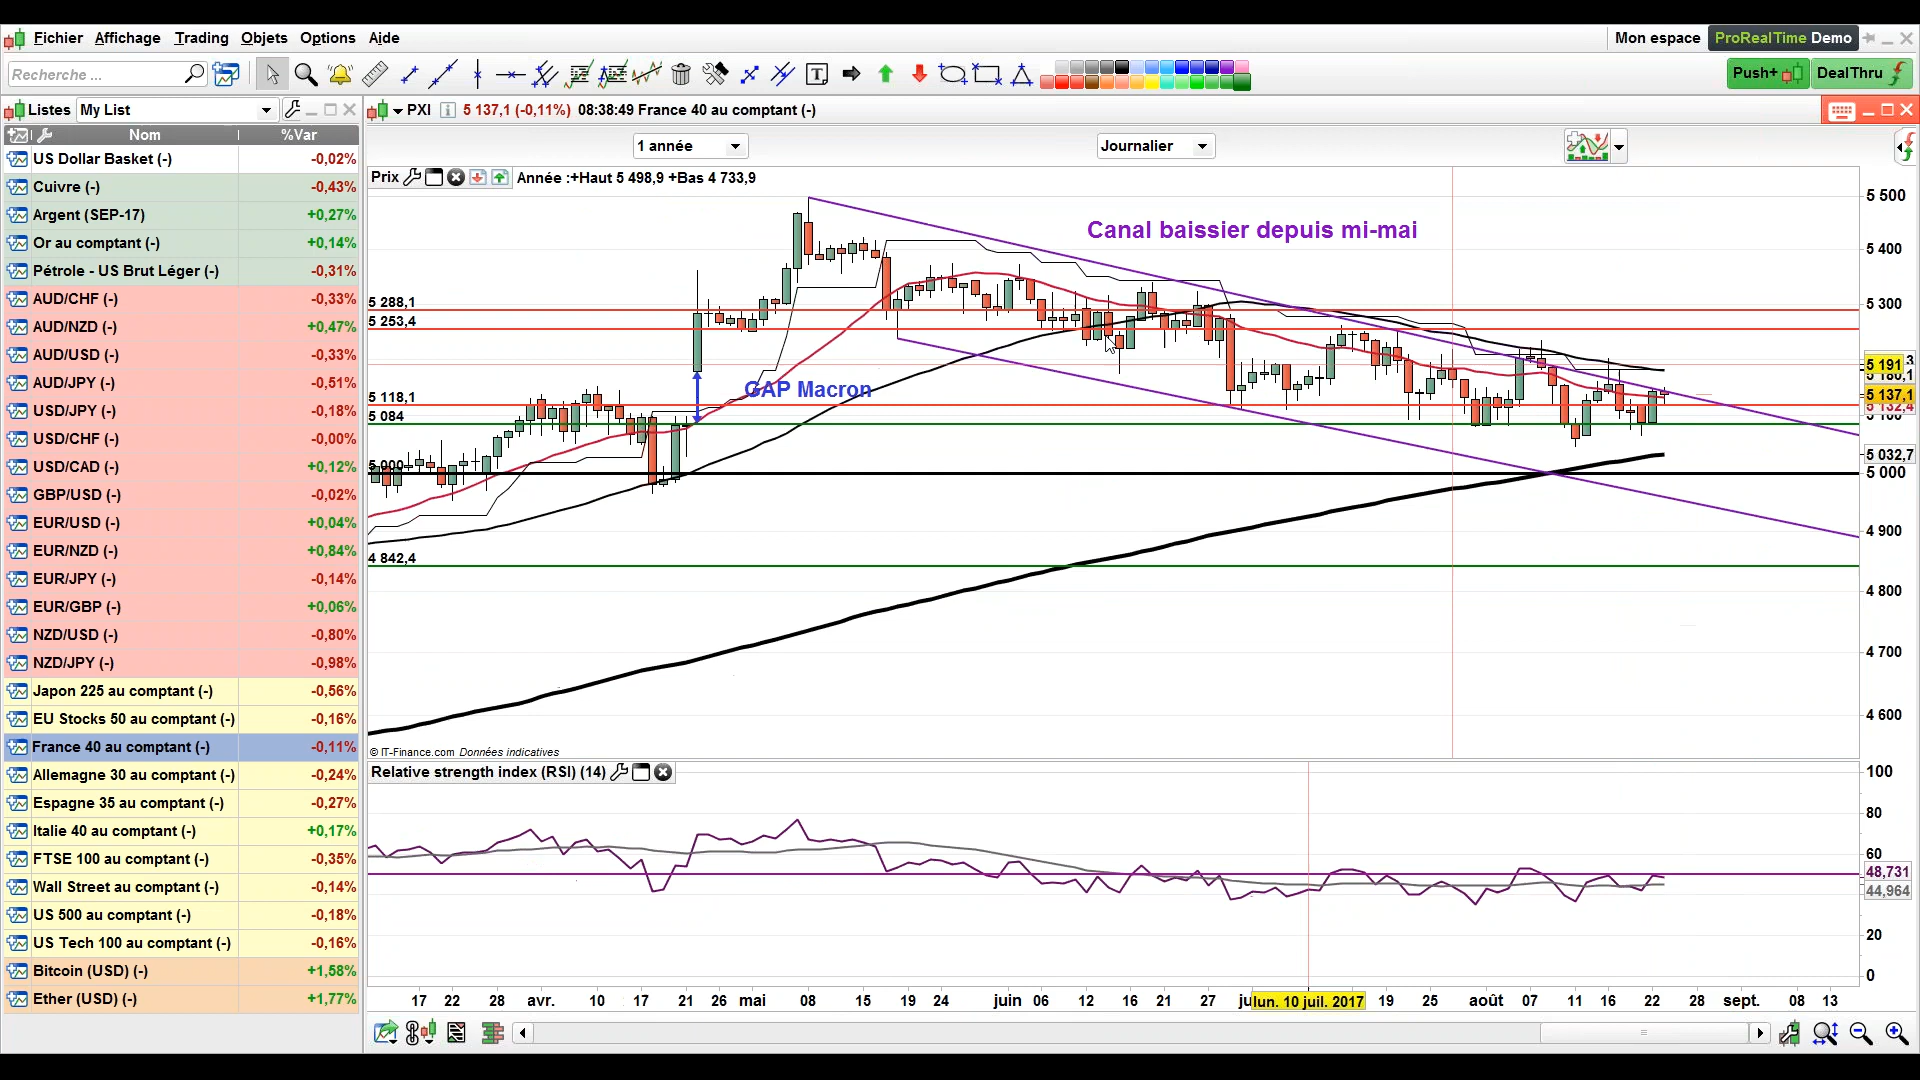 Fichier Affichage Trading Objets Options Aide
Mon espace ProRealTime Demo
Recherche ...
Push+ DealThru
Listes My List
PXI 5 137,1 (-0,11%) 08:38:49 France 40 au comptant (-)
Nom %Var
1 année Journalier
US Dollar Basket (-) -0,02%
Cuivre (-) -0,43%
Argent (SEP-17) +0,27%
Or au comptant (-) +0,14%
Pétrole - US Brut Léger (-) -0,31%
AUD/CHF (-) -0,33%
AUD/NZD (-) +0,47%
AUD/USD (-) -0,33%
AUD/JPY (-) -0,51%
USD/JPY (-) -0,18%
USD/CHF (-) -0,00%
USD/CAD (-) +0,12%
GBP/USD (-) -0,02%
EUR/USD (-) +0,04%
EUR/NZD (-) +0,84%
EUR/JPY (-) -0,14%
EUR/GBP (-) +0,06%
NZD/USD (-) -0,80%
NZD/JPY (-) -0,98%
Japon 225 au comptant (-) -0,56%
EU Stocks 50 au comptant (-) -0,16%
France 40 au comptant (-) -0,11%
Allemagne 30 au comptant (-) -0,24%
Espagne 35 au comptant (-) -0,27%
Italie 40 au comptant (-) +0,17%
FTSE 100 au comptant (-) -0,35%
Wall Street au comptant (-) -0,14%
US 500 au comptant (-) -0,18%
US Tech 100 au comptant (-) -0,16%
Bitcoin (USD) (-) +1,58%
Ether (USD) (-) +1,77%
Prix Année :+Haut 5 498,9 +Bas 4 733,9
Canal baissier depuis mi-mai
5 288,1
5 253,4
GAP Macron
5 118,1
5 084
5 000
4 842,4
5 500
5 400
5 300
5 191
5 137,1
5 032,7
5 000
4 900
4 800
4 700
4 600
© IT-Finance.com Données indicatives
Relative strength index (RSI) (14)
100
80
60
48,731
44,964
20
0
17 22 28 avr. 10 17 21 26 mai 08 15 19 24 juin 06 12 16 21 27 lun. 10 juil. 2017 19 25 août 07 11 16 22 28 sept. 08 13